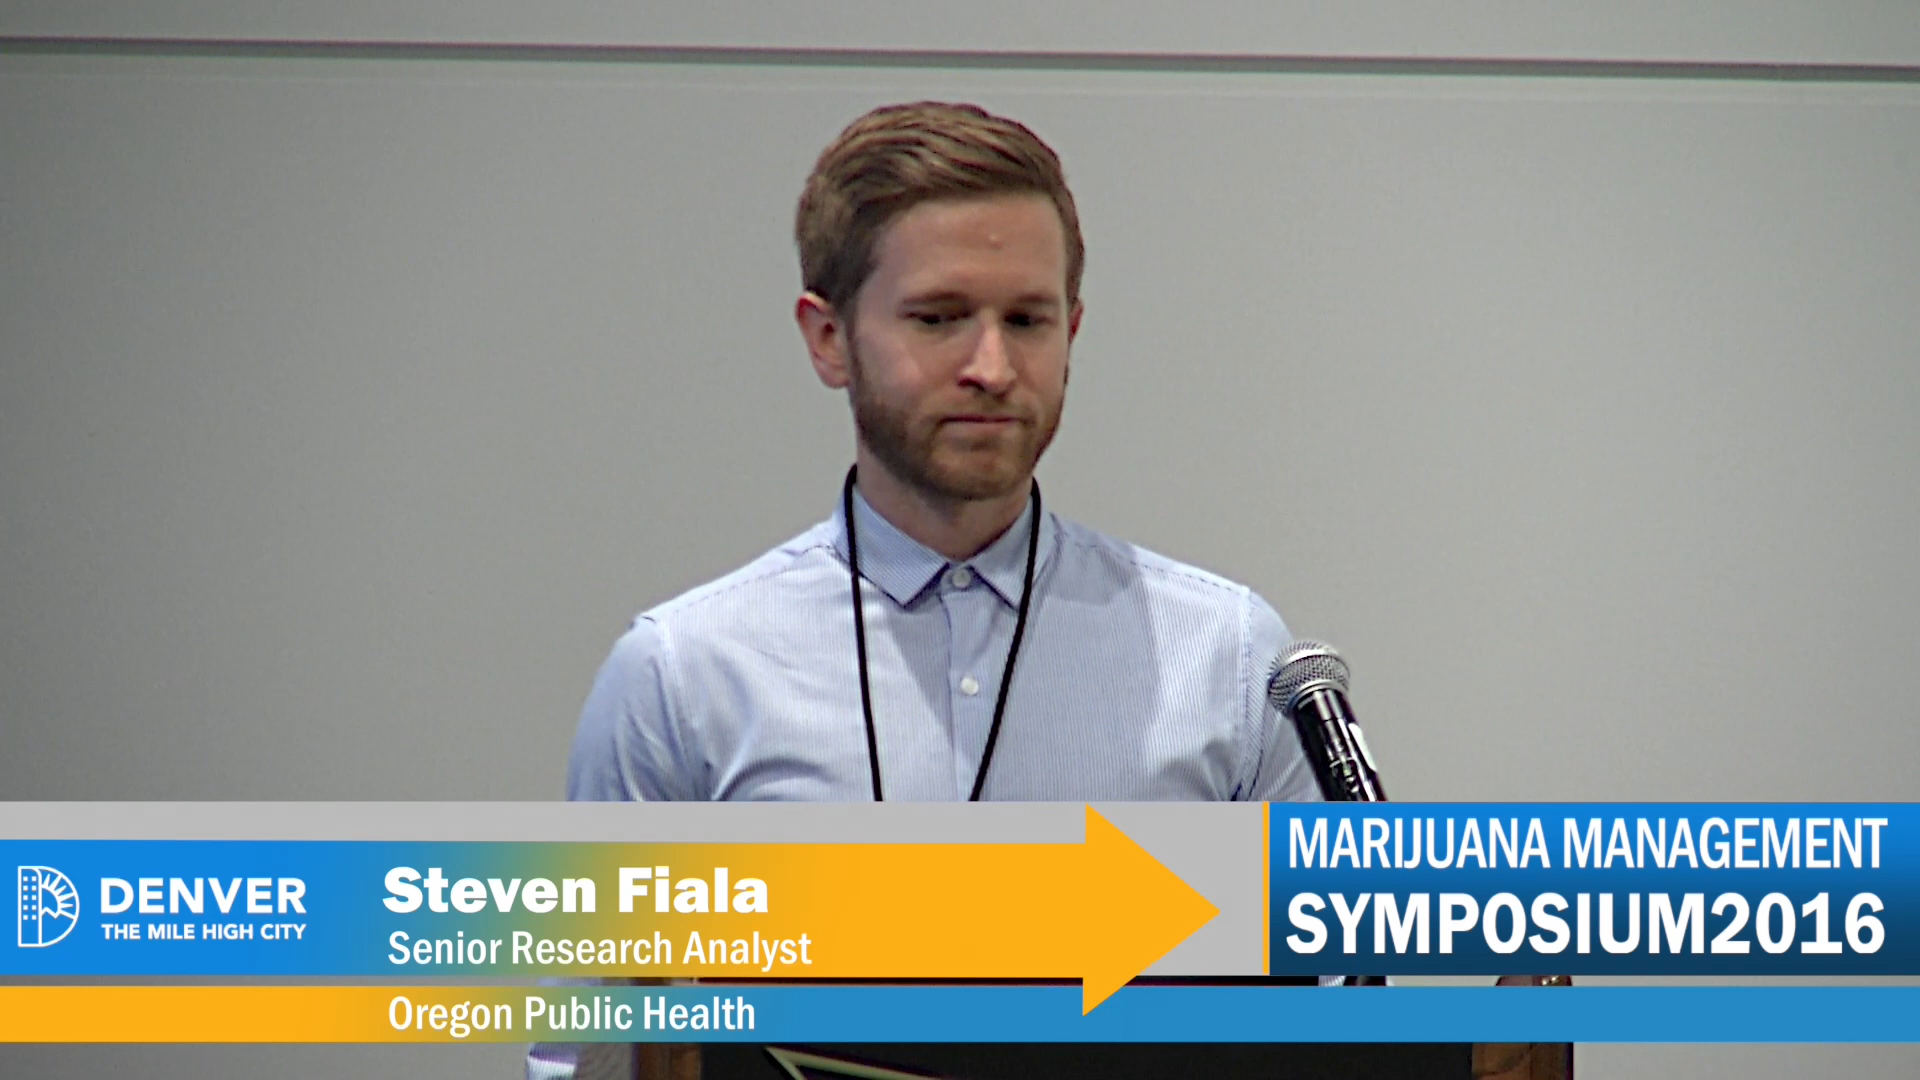 DENVER
THE MILE HIGH CITY
Steven Fiala
Senior Research Analyst
Oregon Public Health
MARIJUANA MANAGEMENT
SYMPOSIUM2016